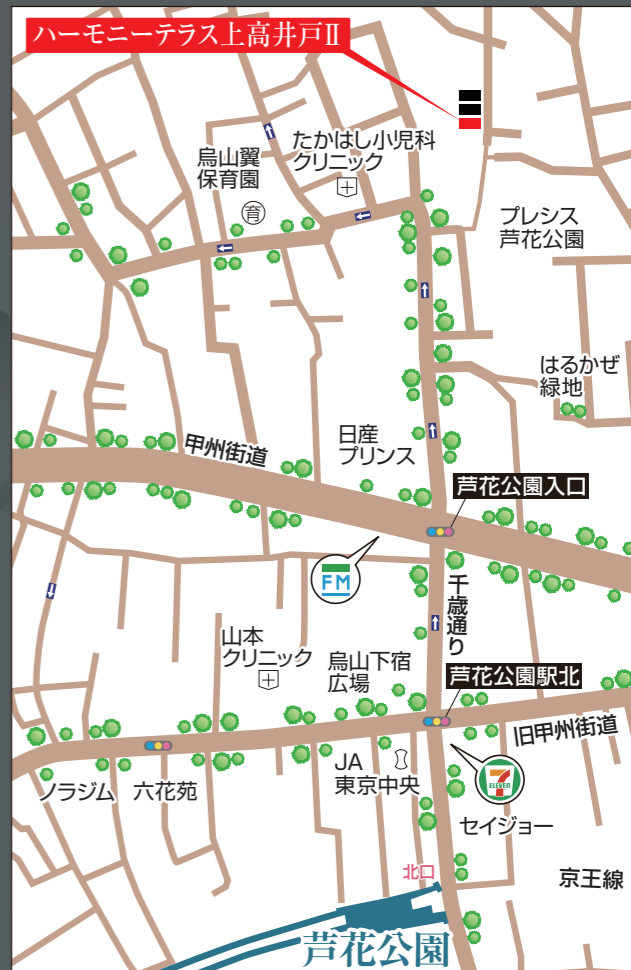 ハーモニーテラス上高井戸Ⅱ
たかはし小児科
クリニック
烏山翼
保育園
育
プレシス
芦花公園
はるかぜ
緑地
日産
プリンス
甲州街道
芦花公園入口
FM
千歳通り
山本
クリニック
烏山下宿
広場
芦花公園駅北
旧甲州街道
JA
東京中央
7
ELEVEN
ノラジム
六花苑
セイジョー
北口
京王線
芦花公園